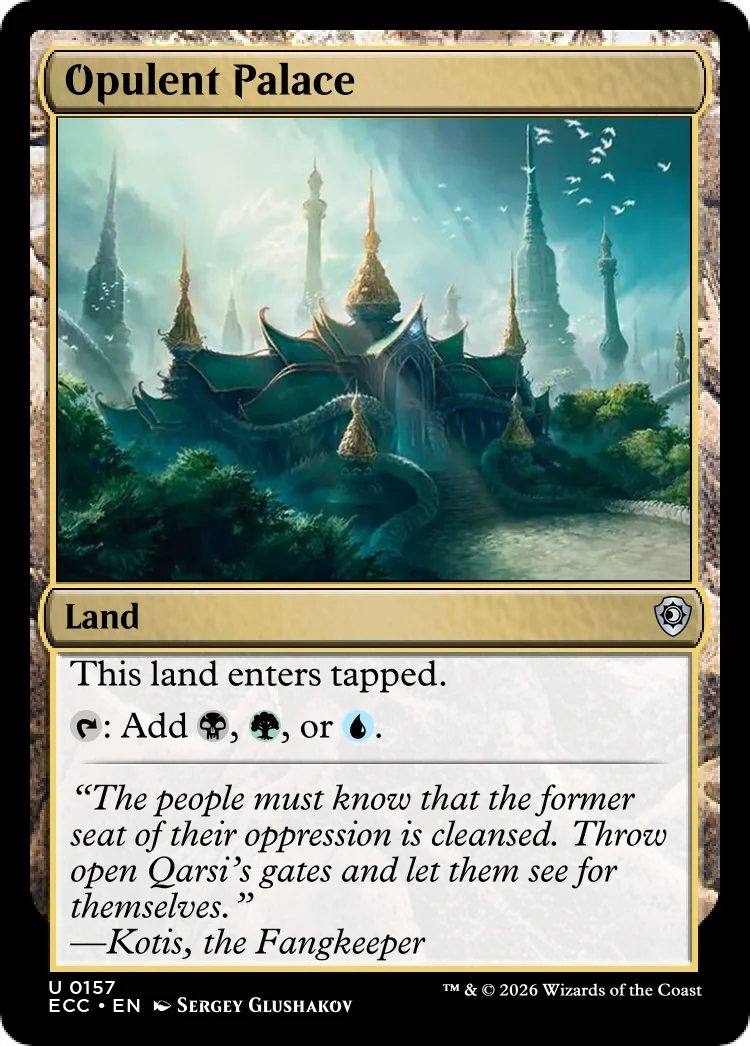 Opulent Palace
Land
This land enters tapped.
: Add , , or .
“The people must know that the former
seat of their oppression is cleansed. Throw
open Qarsi’s gates and let them see for
themselves.”
—Kotis, the Fangkeeper
U 0157
™ & © 2026 Wizards of the Coast
ECC • EN Sergey Glushakov